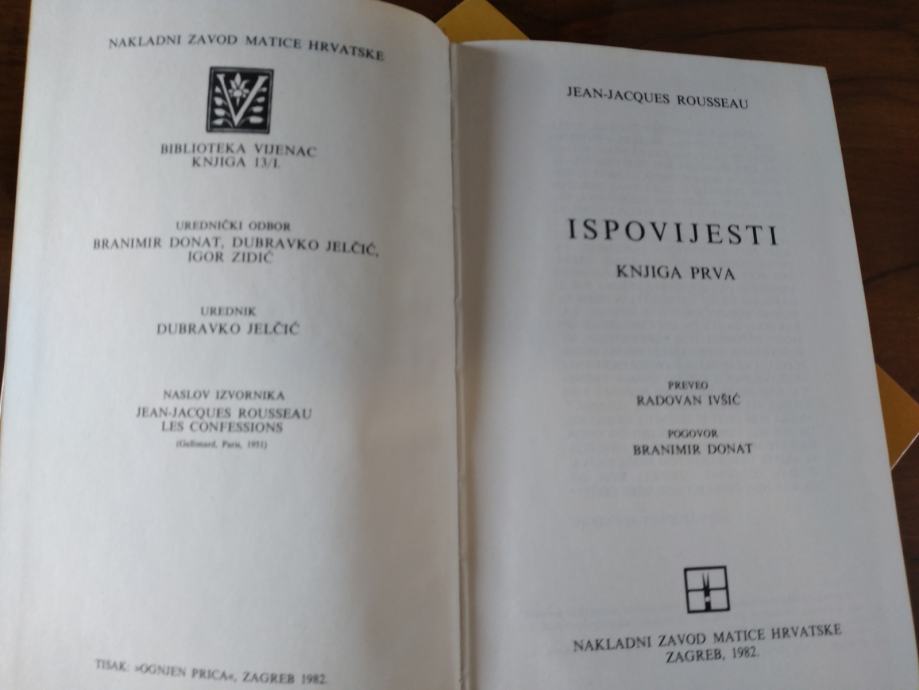 NAKLADNI ZAVOD MATICE HRVATSKE
V
BIBLIOTEKA VIJENAC
KNJIGA 13/I.
UREDNIČKI ODBOR
BRANIMIR DONAT, DUBRAVKO JELČIĆ,
IGOR ZIDIĆ
UREDNIK
DUBRAVKO JELČIĆ
NASLOV IZVORNIKA
JEAN-JACQUES ROUSSEAU
LES CONFESSIONS
(Gallimard, Paris, 1951)
TISAK: »OGNJEN PRICA«, ZAGREB 1982.
JEAN-JACQUES ROUSSEAU
ISPOVIJESTI
KNJIGA PRVA
PREVEO
RADOVAN IVŠIĆ
POGOVOR
BRANIMIR DONAT
NAKLADNI ZAVOD MATICE HRVATSKE
ZAGREB, 1982.